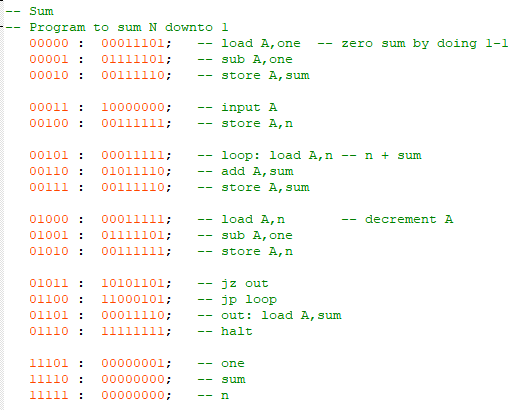 -- Sum
-- Program to sum N downto 1
00000 :  00011101;   -- load A,one  -- zero sum by doing 1-1
00001 :  01111101;   -- sub A,one
00010 :  00111110;   -- store A,sum
00011 :  10000000;   -- input A
00100 :  00111111;   -- store A,n
00101 :  00011111;   -- loop: load A,n -- n + sum
00110 :  01011110;   -- add A,sum
00111 :  00111110;   -- store A,sum
01000 :  00011111;   -- load A,n       -- decrement A
01001 :  01111101;   -- sub A,one
01010 :  00111111;   -- store A,n
01011 :  10101101;   -- jz out
01100 :  11000101;   -- jp loop
01101 :  00011110;   -- out: load A,sum
01110 :  11111111;   -- halt
11101 :  00000001;   -- one
11110 :  00000000;   -- sum
11111 :  00000000;   -- n